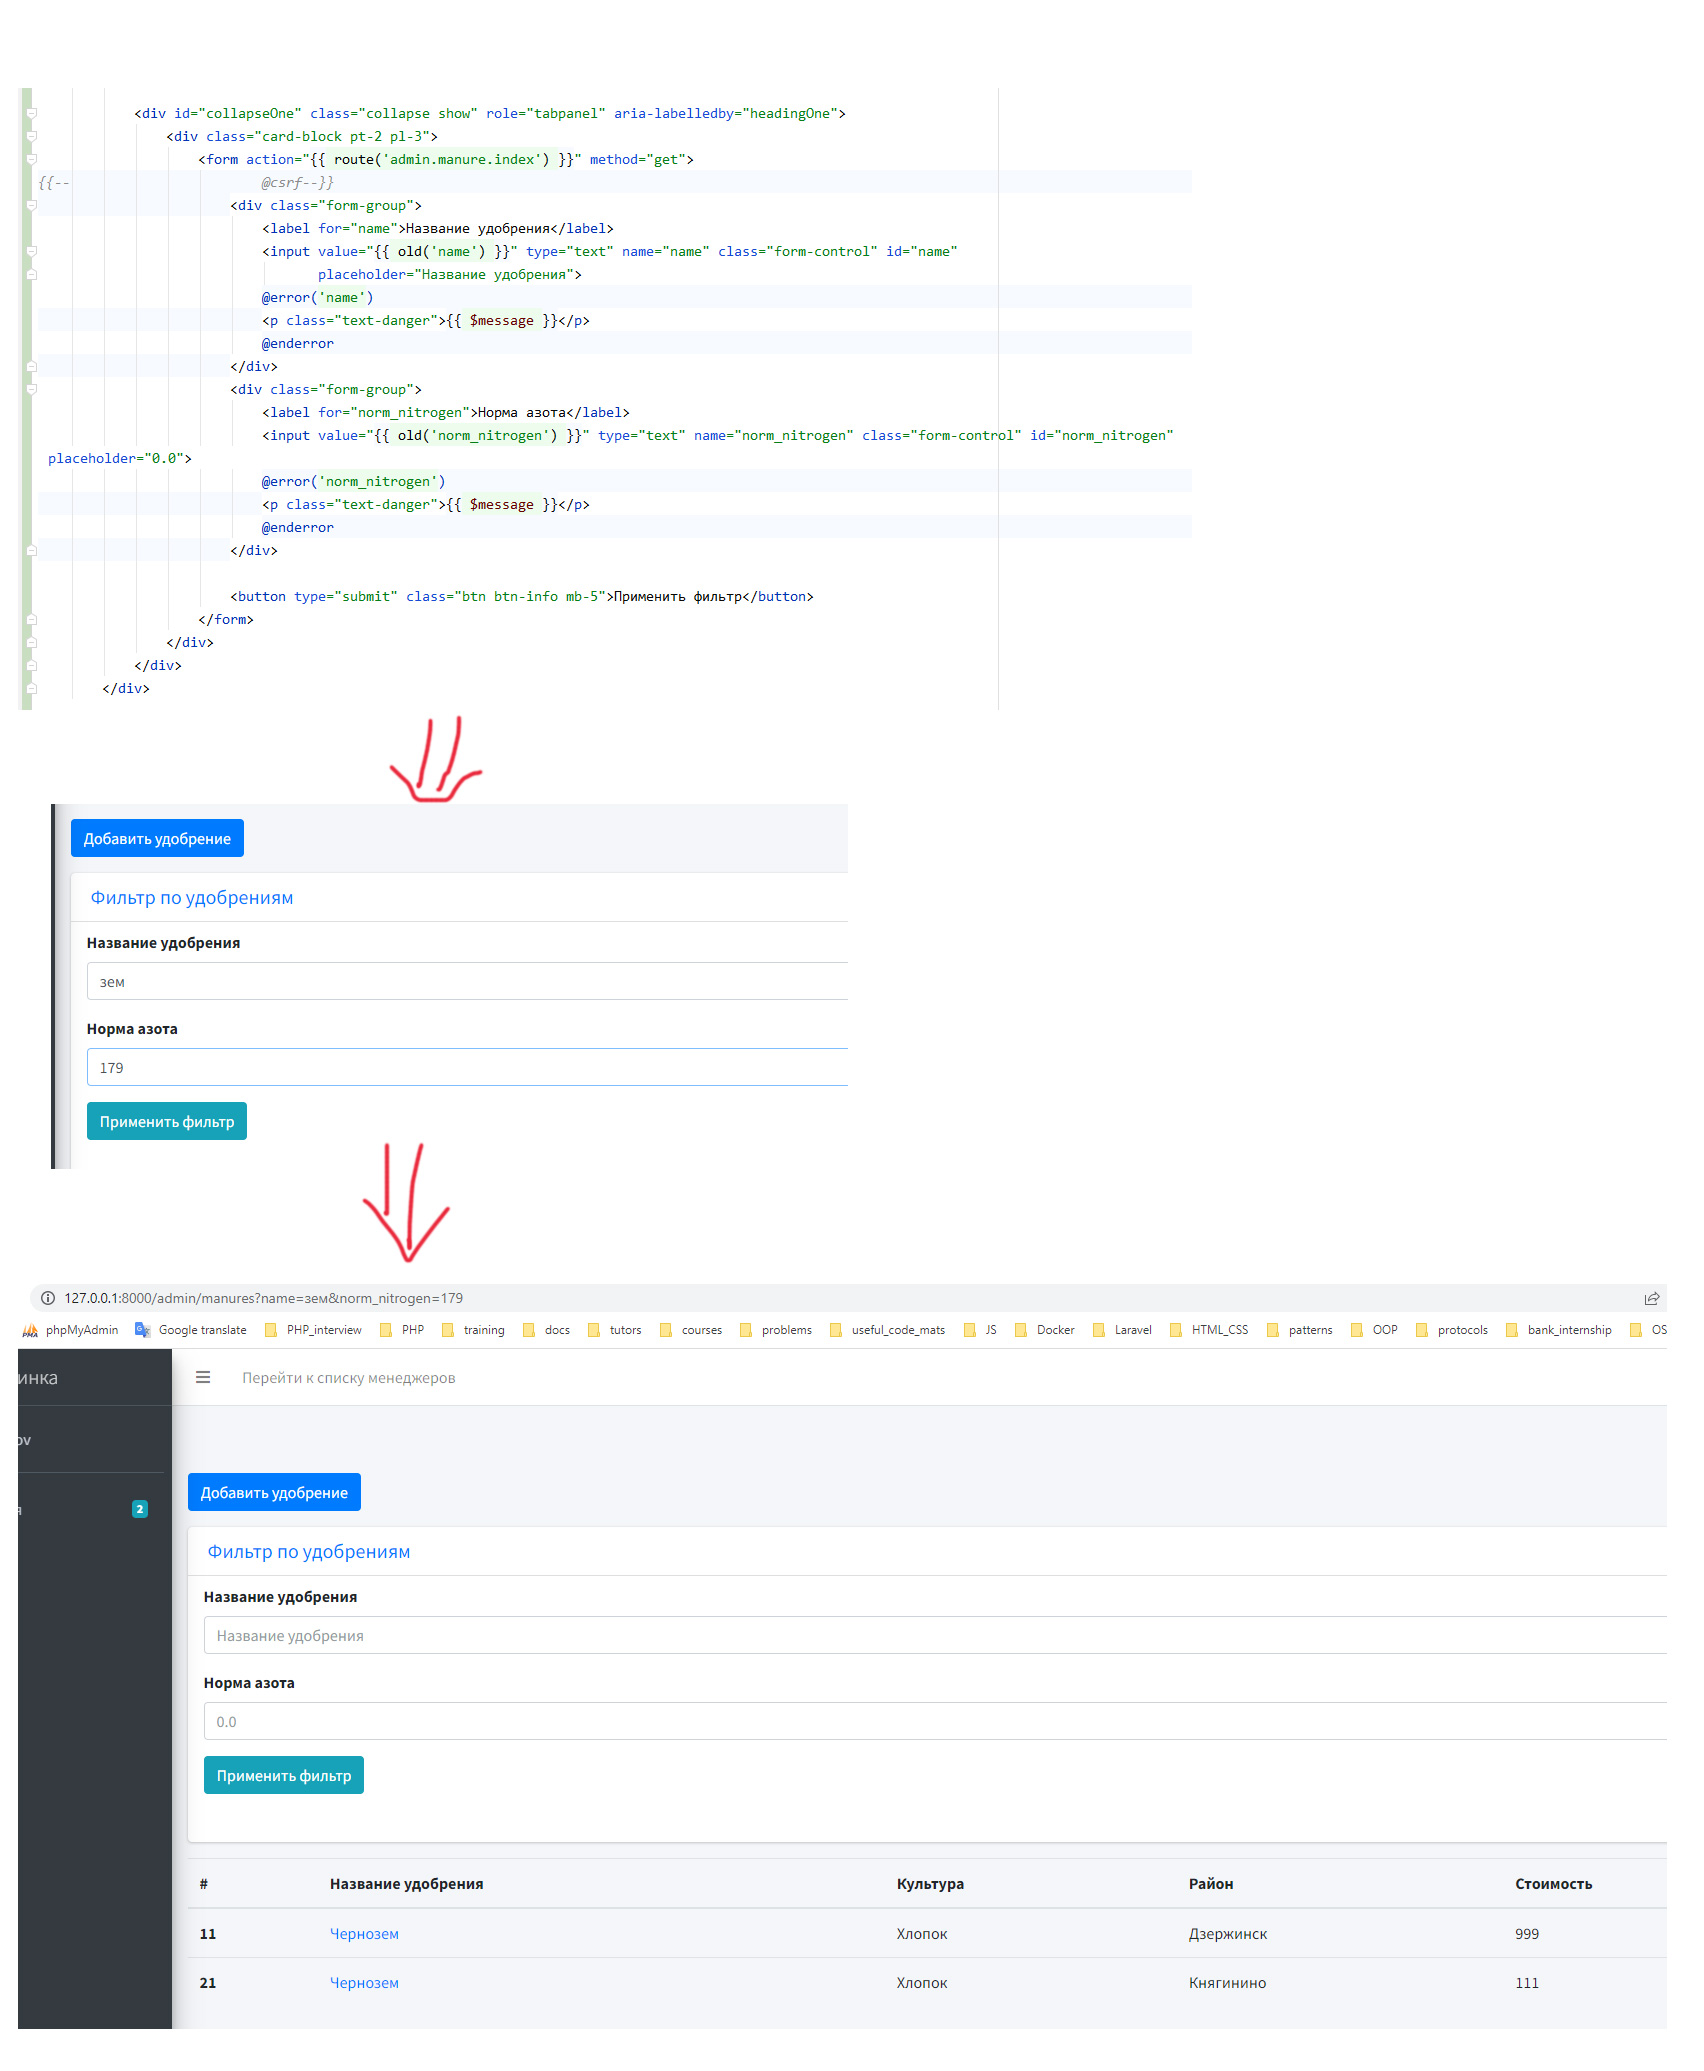 <div id="collapseOne" class="collapse show" role="tabpanel" aria-labelledby="headingOne">
<div class="card-block pt-2 pl-3">
<form action="{{ route('admin.manure.index') }}" method="get">
{{-- @csrf--}}
<div class="form-group">
<label for="name">Название удобрения</label>
<input value="{{ old('name') }}" type="text" name="name" class="form-control" id="name"
placeholder="Название удобрения">
@error('name')
<p class="text-danger">{{ $message }}</p>
@enderror
</div>
<div class="form-group">
<label for="norm_nitrogen">Норма азота</label>
<input value="{{ old('norm_nitrogen') }}" type="text" name="norm_nitrogen" class="form-control" id="norm_nitrogen"
placeholder="0.0">
@error('norm_nitrogen')
<p class="text-danger">{{ $message }}</p>
@enderror
</div>
<button type="submit" class="btn btn-info mb-5">Применить фильтр</button>
</form>
</div>
</div>
</div>
Добавить удобрение
Фильтр по удобрениям
Название удобрения
зем
Норма азота
179
Применить фильтр
127.0.0.1:8000/admin/manures?name=зем&norm_nitrogen=179
phpMyAdmin Google translate PHP_interview PHP training docs tutors courses problems useful_code_mats JS Docker Laravel HTML_CSS patterns OOP protocols bank_internship OS
инка Перейти к списку менеджеров
ov
я 2
Добавить удобрение
Фильтр по удобрениям
Название удобрения
Название удобрения
Норма азота
0.0
Применить фильтр
# Название удобрения Культура Район Стоимость
11 Чернозем Хлопок Дзержинск 999
21 Чернозем Хлопок Княгинино 111